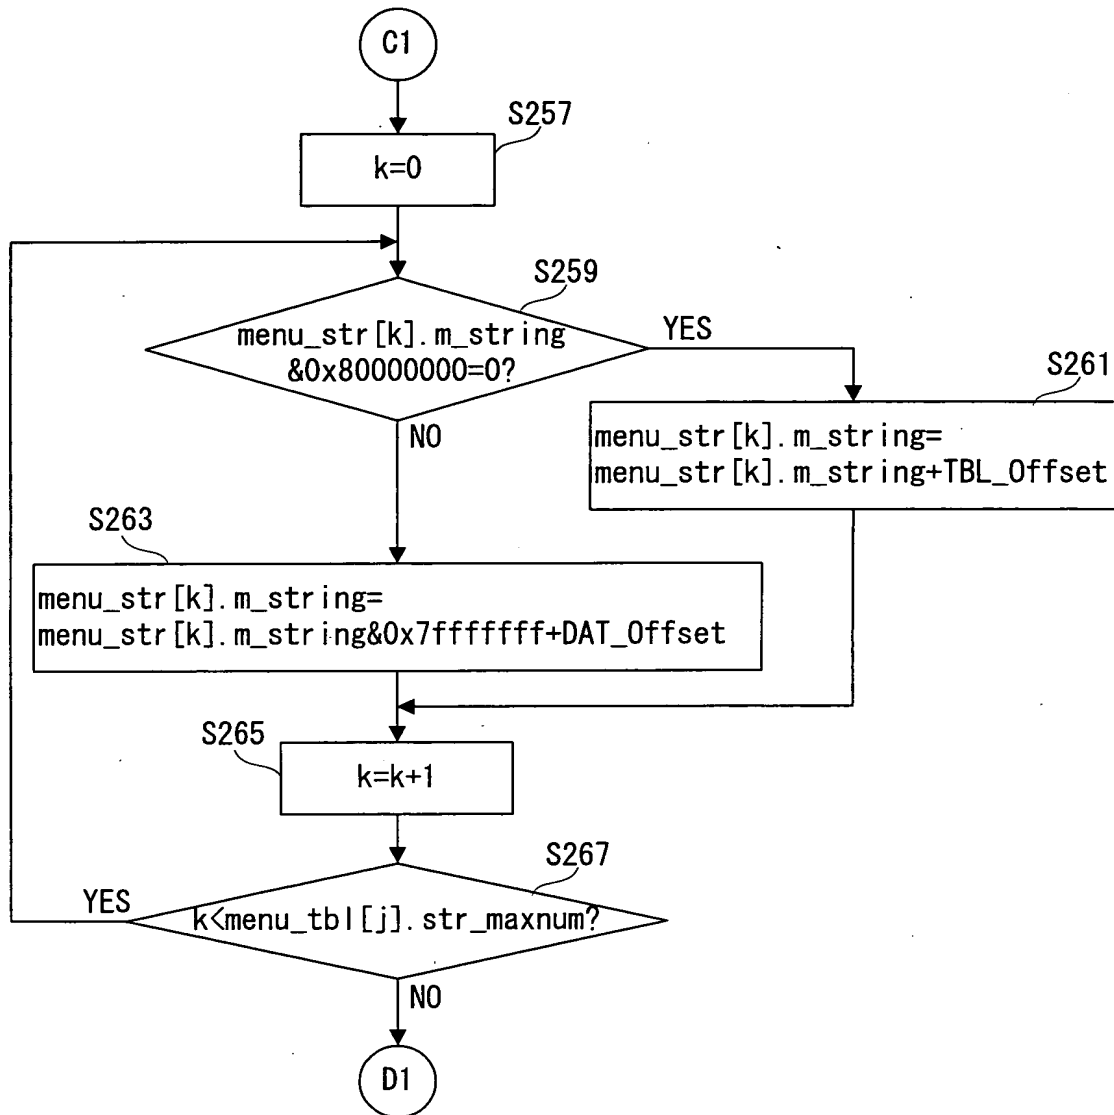 C1
S257
k=0
S259
menu_str[k].m_string
&0x80000000=0?
YES
S261
menu_str[k].m_string=
menu_str[k].m_string+TBL_Offset
NO
S263
menu_str[k].m_string=
menu_str[k].m_string&0x7fffffff+DAT_Offset
S265
k=k+1
S267
YES
k<menu_tbl[j].str_maxnum?
NO
D1